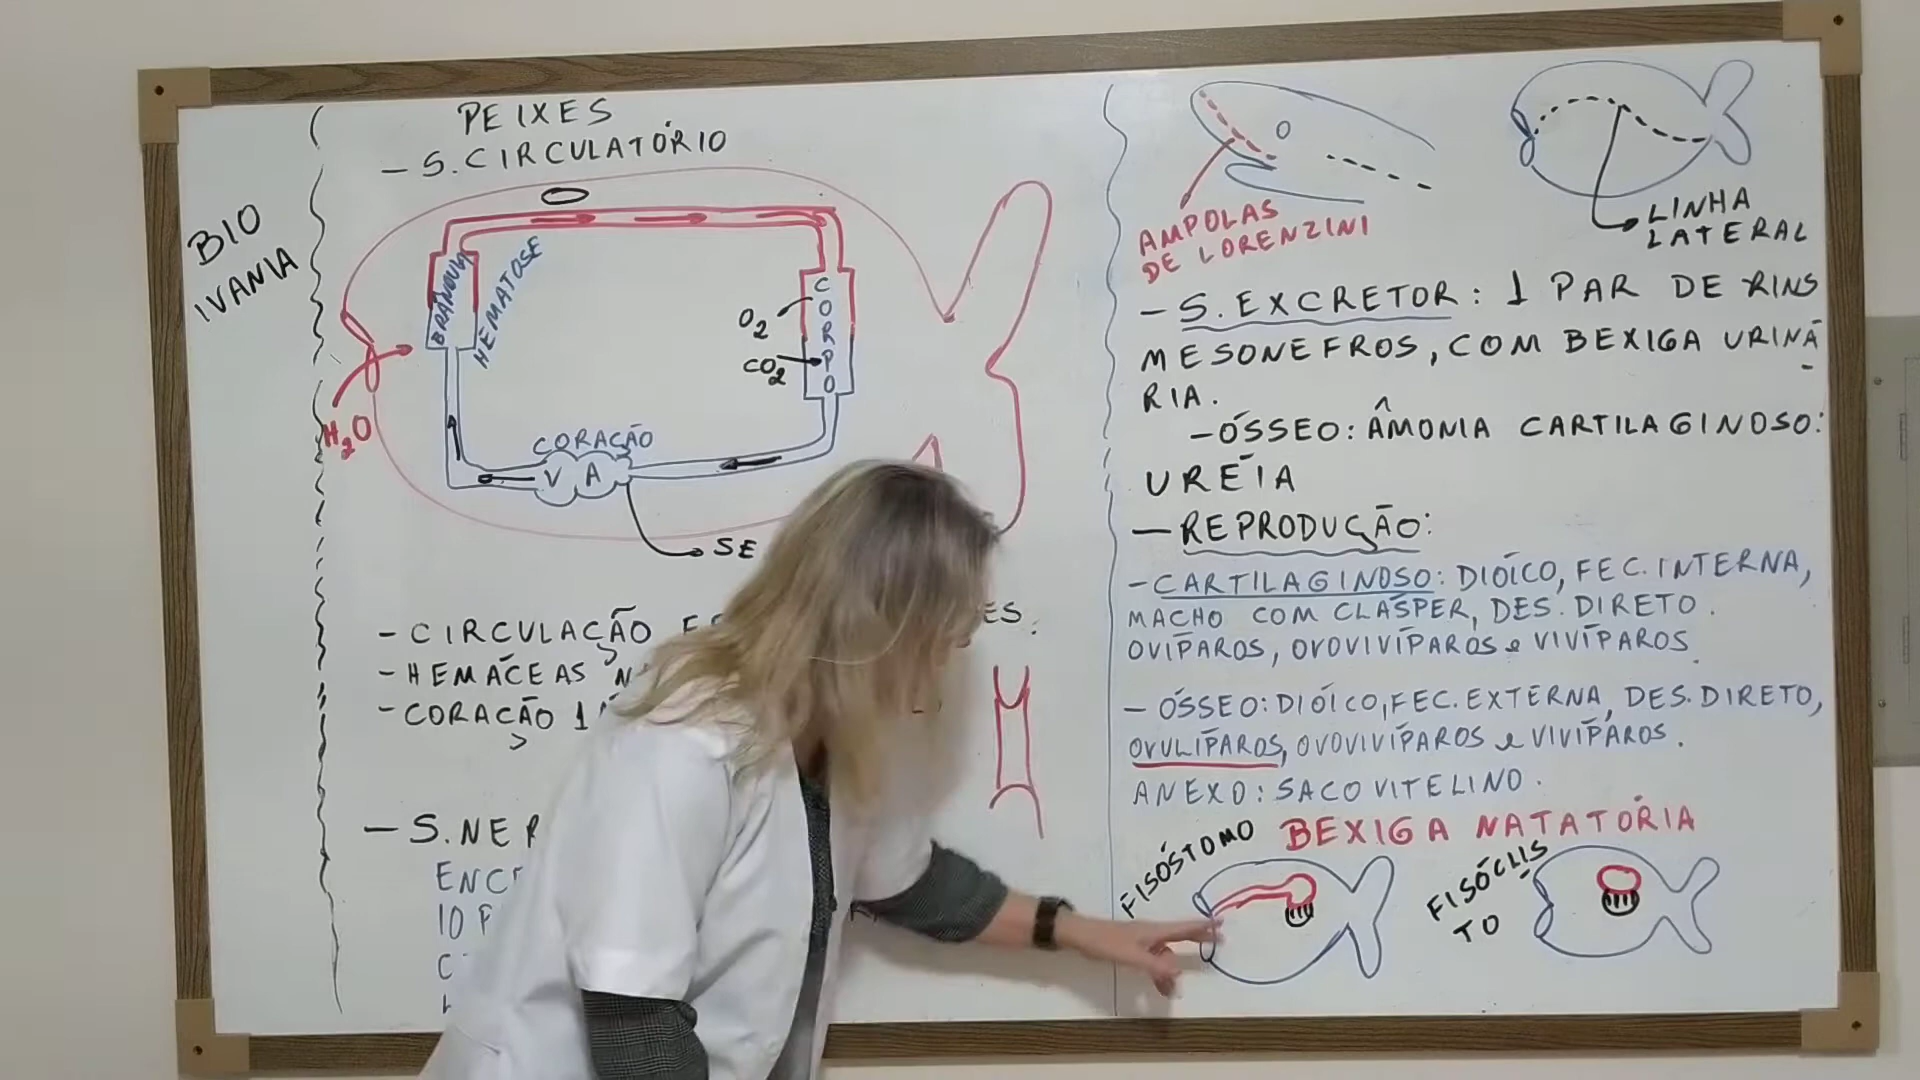 BIO
IVANIA
PEIXES
- S. CIRCULATÓRIO
BRÂNQUIA
HEMATOSE
H2O
O2
CO2
CORPO
CORAÇÃO
V A
SE
- CIRCULAÇÃO
- HEMÁCEAS
- CORAÇÃO 1
- S. NER
AMPOLAS
DE LORENZINI
LINHA
LATERAL
- S. EXCRETOR: 1 PAR DE RINS
MESONEFROS, COM BEXIGA URINÁ-
RIA.
- ÓSSEO: ÂMONIA CARTILAGINOSO:
URÉIA
- REPRODUÇÃO:
- CARTILAGINOSO: DIÓICO, FEC. INTERNA,
MACHO COM CLÁSPER, DES. DIRETO.
OVÍPAROS, OVOVIVÍPAROS e VIVÍPAROS.
- ÓSSEO: DIÓICO, FEC. EXTERNA, DES. DIRETO,
OVULÍPAROS, OVOVIVÍPAROS e VIVÍPAROS.
ANEXO: SACO VITELINO.
BEXIGA NATATÓRIA
FISÓSTOMO
FISÓCLIS
TO